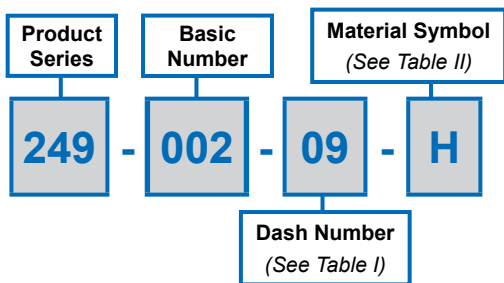 Product
Series
Basic
Number
Material Symbol
(See Table II)
249 - 002 - 09 - H
Dash Number
(See Table I)